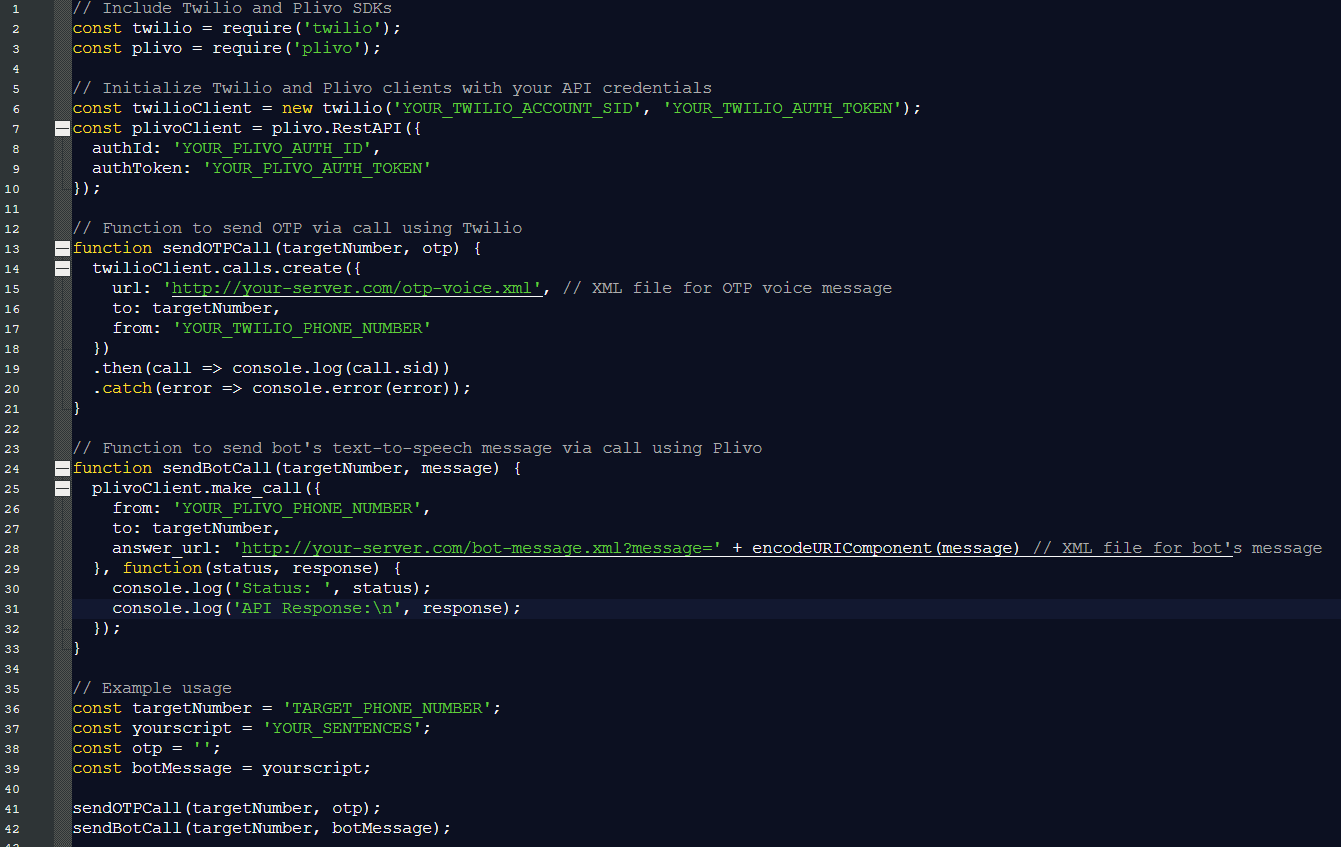 1 // Include Twilio and Plivo SDKs
2 const twilio = require('twilio');
3 const plivo = require('plivo');
4
5 // Initialize Twilio and Plivo clients with your API credentials
6 const twilioClient = new twilio('YOUR_TWILIO_ACCOUNT_SID', 'YOUR_TWILIO_AUTH_TOKEN');
7 const plivoClient = plivo.RestAPI({
8 authId: 'YOUR_PLIVO_AUTH_ID',
9 authToken: 'YOUR_PLIVO_AUTH_TOKEN'
10 });
11
12 // Function to send OTP via call using Twilio
13 function sendOTPCall(targetNumber, otp) {
14 twilioClient.calls.create({
15 url: 'http://your-server.com/otp-voice.xml', // XML file for OTP voice message
16 to: targetNumber,
17 from: 'YOUR_TWILIO_PHONE_NUMBER'
18 })
19 .then(call => console.log(call.sid))
20 .catch(error => console.error(error));
21 }
22
23 // Function to send bot's text-to-speech message via call using Plivo
24 function sendBotCall(targetNumber, message) {
25 plivoClient.make_call({
26 from: 'YOUR_PLIVO_PHONE_NUMBER',
27 to: targetNumber,
28 answer_url: 'http://your-server.com/bot-message.xml?message=' + encodeURIComponent(message) // XML file for bot's message
29 }, function(status, response) {
30 console.log('Status: ', status);
31 console.log('API Response:\n', response);
32 });
33 }
34
35 // Example usage
36 const targetNumber = 'TARGET_PHONE_NUMBER';
37 const yourscript = 'YOUR_SENTENCES';
38 const otp = '';
39 const botMessage = yourscript;
40
41 sendOTPCall(targetNumber, otp);
42 sendBotCall(targetNumber, botMessage);